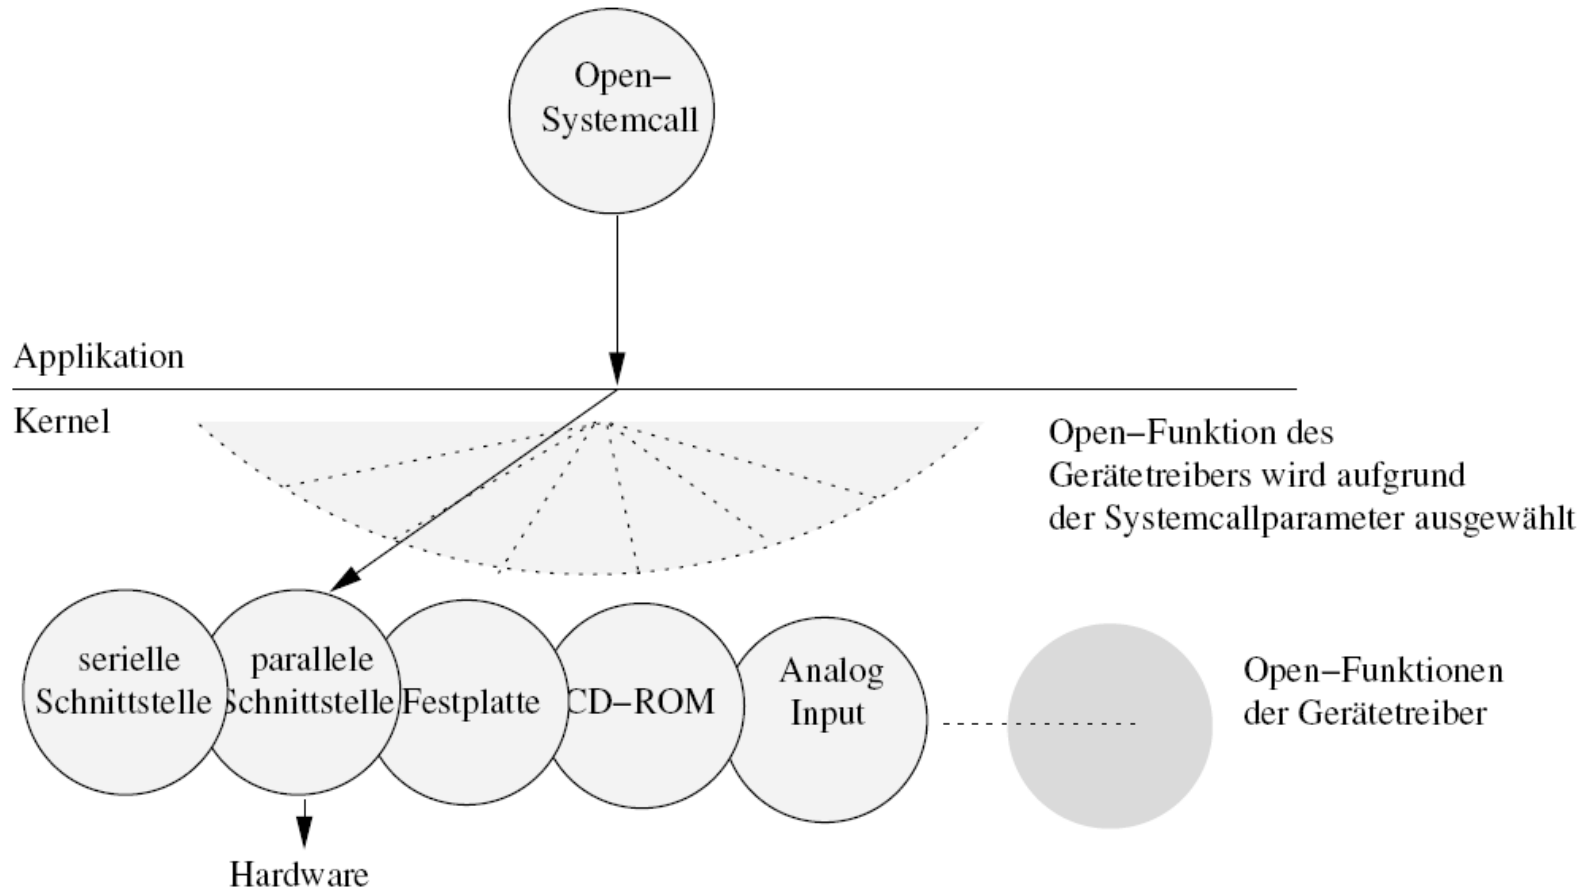 Open–
Systemcall
Applikation
Kernel
Open–Funktion des
Gerätetreibers wird aufgrund
der Systemcallparameter ausgewählt
serielle
Schnittstelle
parallele
Schnittstelle
Festplatte
CD–ROM
Analog
Input
Open–Funktionen
der Gerätetreiber
Hardware